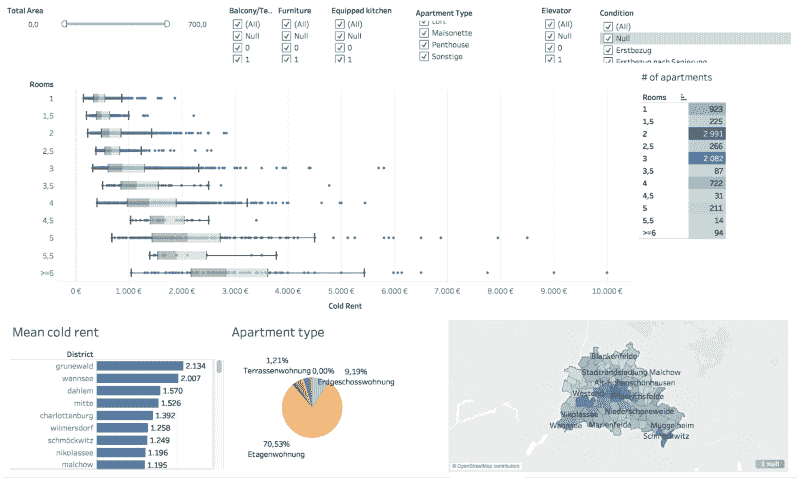 Total Area
0,0
700,0
Balcony/Te..
(All)
Null
0
1
Furniture
(All)
Null
0
1
Equipped kitchen
(All)
Null
0
1
Apartment Type
Loft
Maisonette
Penthouse
Sonstige
Elevator
(All)
Null
0
1
Condition
(All)
Null
Erstbezug
Erstbezug nach Sanierung
Rooms
1
1,5
2
2,5
3
3,5
4
4,5
5
5,5
>=6
0 €
1.000 €
2.000 €
3.000 €
4.000 €
5.000 €
6.000 €
7.000 €
8.000 €
9.000 €
10.000 €
Cold Rent
# of apartments
Rooms
1 923
1,5 225
2 2.991
2,5 266
3 2.082
3,5 87
4 722
4,5 31
5 211
5,5 14
>=6 94
Mean cold rent
District
grunewald 2.134
wannsee 2.007
dahlem 1.570
mitte 1.526
charlottenburg 1.392
wilmersdorf 1.258
schmöckwitz 1.249
nikolassee 1.196
malchow 1.195
Apartment type
1,21%
Terrassenwohnung
0,00%
9,19%
Erdgeschosswohnung
70,53%
Etagenwohnung
Blankenfelde
Stadtrandsiedlung Malchow
Alt-Hohenschönhausen
Westend
Friedrichsfelde
Nikolassee
Niederschöneweide
Wannsee
Marienfelde
Müggelheim
Schmöckwitz
© OpenStreetMap contributors
1 null